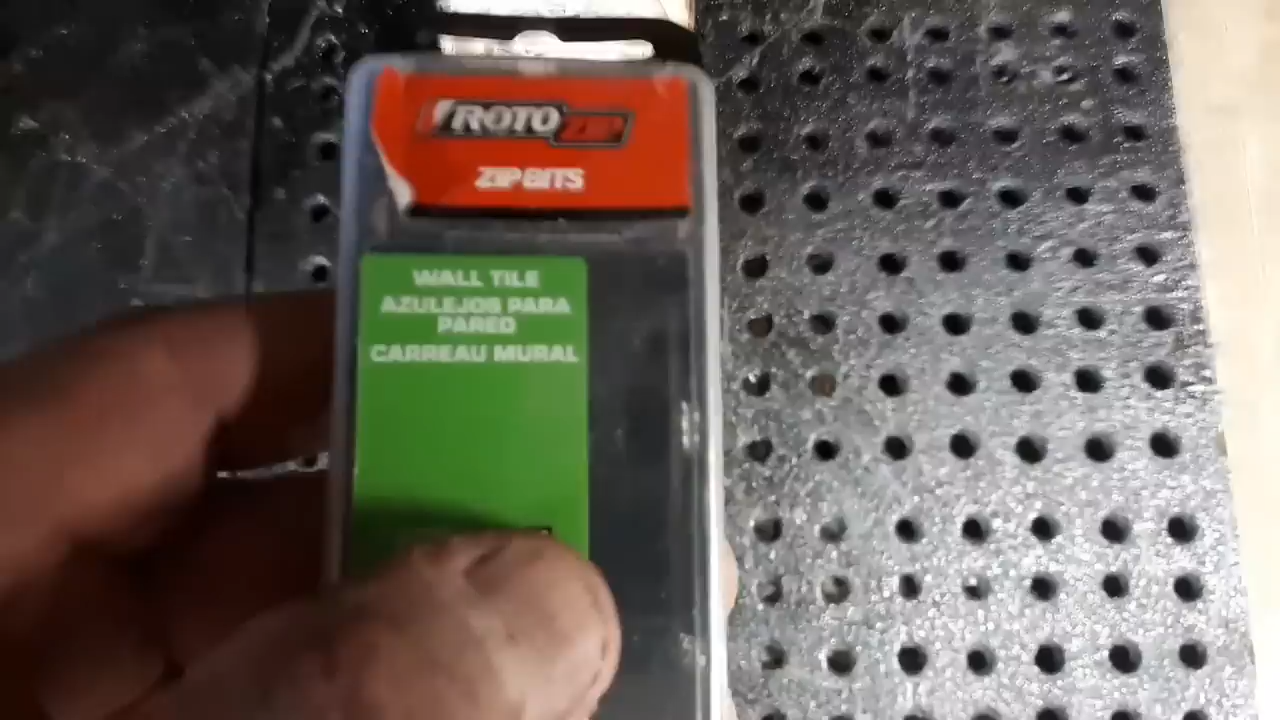 ROTOZIP
ZIP BITS
WALL TILE
AZULEJOS PARA
PARED
CARREAU MURAL